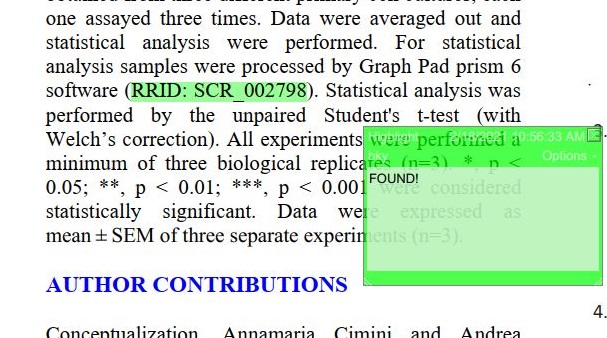 one assayed three times. Data were averaged out and
statistical analysis were performed. For statistical
analysis samples were processed by Graph Pad prism 6
software (RRID: SCR_002798). Statistical analysis was
performed by the unpaired Student's t-test (with
Welch's correction). All experiments were performed a
minimum of three biological replicates (n=3). *, p <
0.05; **, p < 0.01; ***, p < 0.001 were considered
statistically significant. Data were expressed as
mean ± SEM of three separate experiments (n=3).
Highlight 10:56:33 AM
Options
FOUND!
AUTHOR CONTRIBUTIONS
Conceptualization, Annamaria Cimini and Andrea
3.
4.